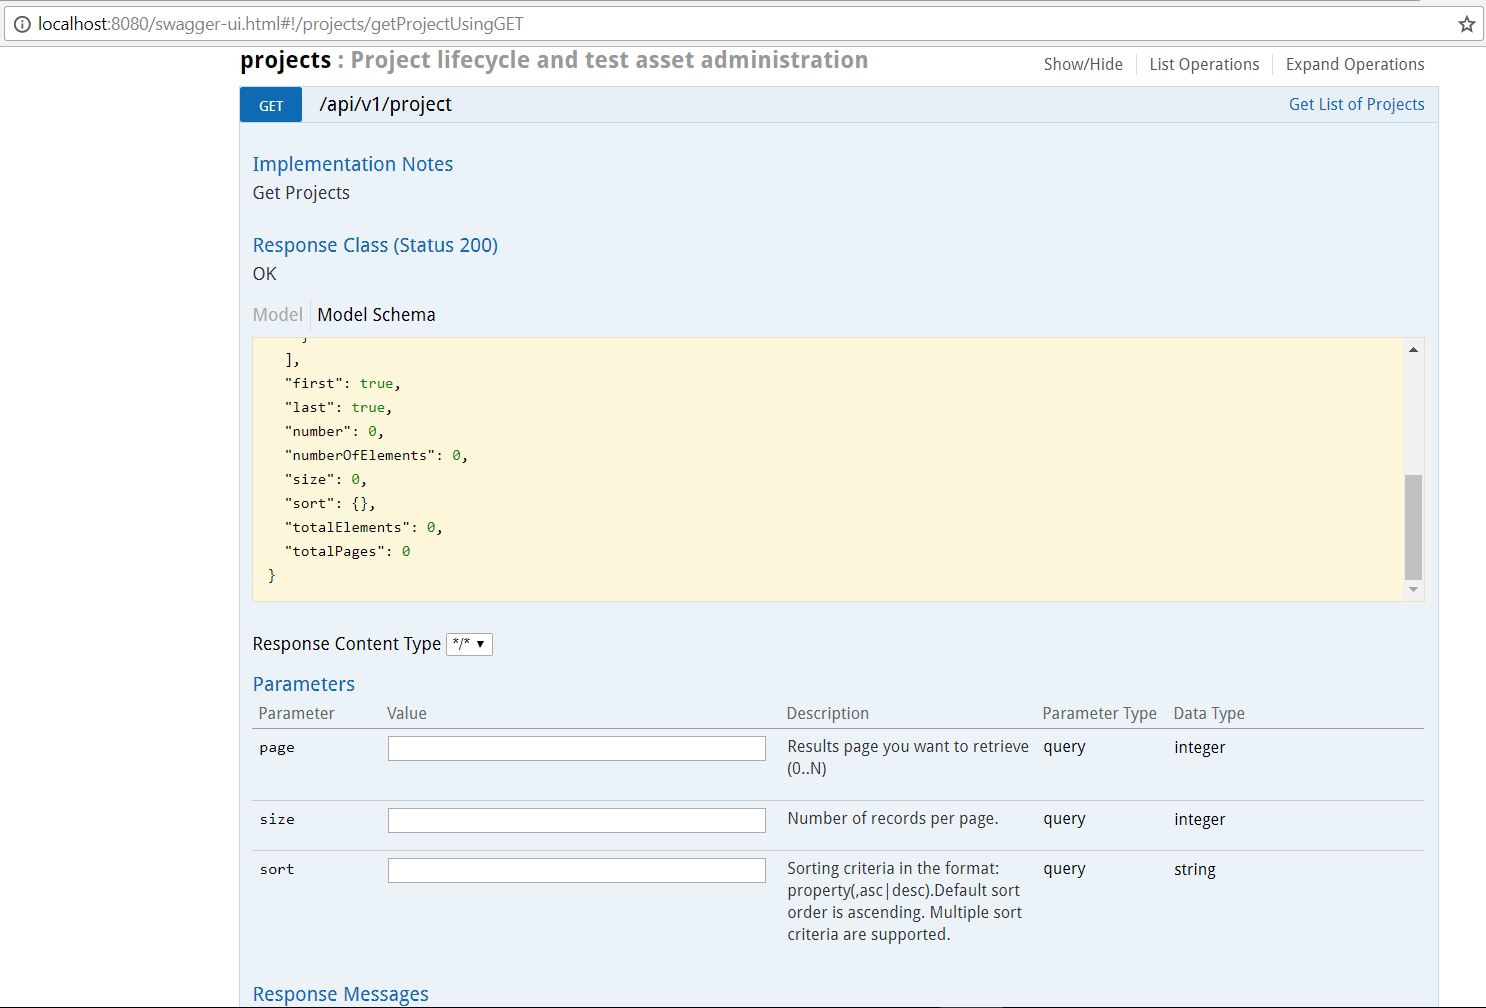 localhost:8080/swagger-ui.html#!/projects/getProjectUsingGET
projects : Project lifecycle and test asset administration
Show/Hide List Operations Expand Operations
GET /api/v1/project Get List of Projects
Implementation Notes
Get Projects
Response Class (Status 200)
OK
Model Model Schema
}
],
"first": true,
"last": true,
"number": 0,
"numberOfElements": 0,
"size": 0,
"sort": {},
"totalElements": 0,
"totalPages": 0
}
Response Content Type */*
Parameters
Parameter Value Description Parameter Type Data Type
page Results page you want to retrieve query integer
(0..N)
size Number of records per page. query integer
sort Sorting criteria in the format: query string
property(,asc|desc).Default sort
order is ascending. Multiple sort
criteria are supported.
Response Messages